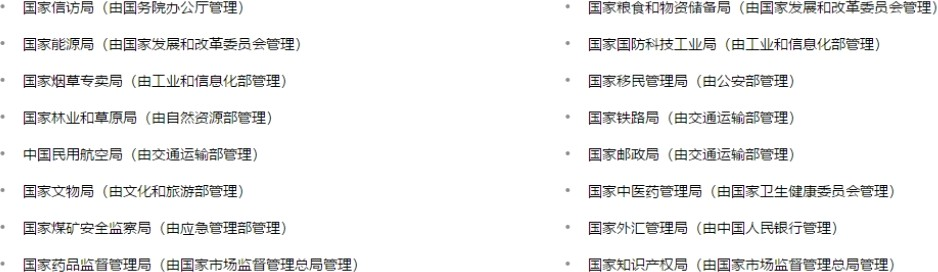 国家信访局（由国务院办公厅管理）
国家粮食和物资储备局（由国家发展和改革委员会管理）
国家能源局（由国家发展和改革委员会管理）
国家国防科技工业局（由工业和信息化部管理）
国家烟草专卖局（由工业和信息化部管理）
国家移民管理局（由公安部管理）
国家林业和草原局（由自然资源部管理）
国家铁路局（由交通运输部管理）
中国民用航空局（由交通运输部管理）
国家邮政局（由交通运输部管理）
国家文物局（由文化和旅游部管理）
国家中医药管理局（由国家卫生健康委员会管理）
国家煤矿安全监察局（由应急管理部管理）
国家外汇管理局（由中国人民银行管理）
国家药品监督管理局（由国家市场监督管理总局管理）
国家知识产权局（由国家市场监督管理总局管理）